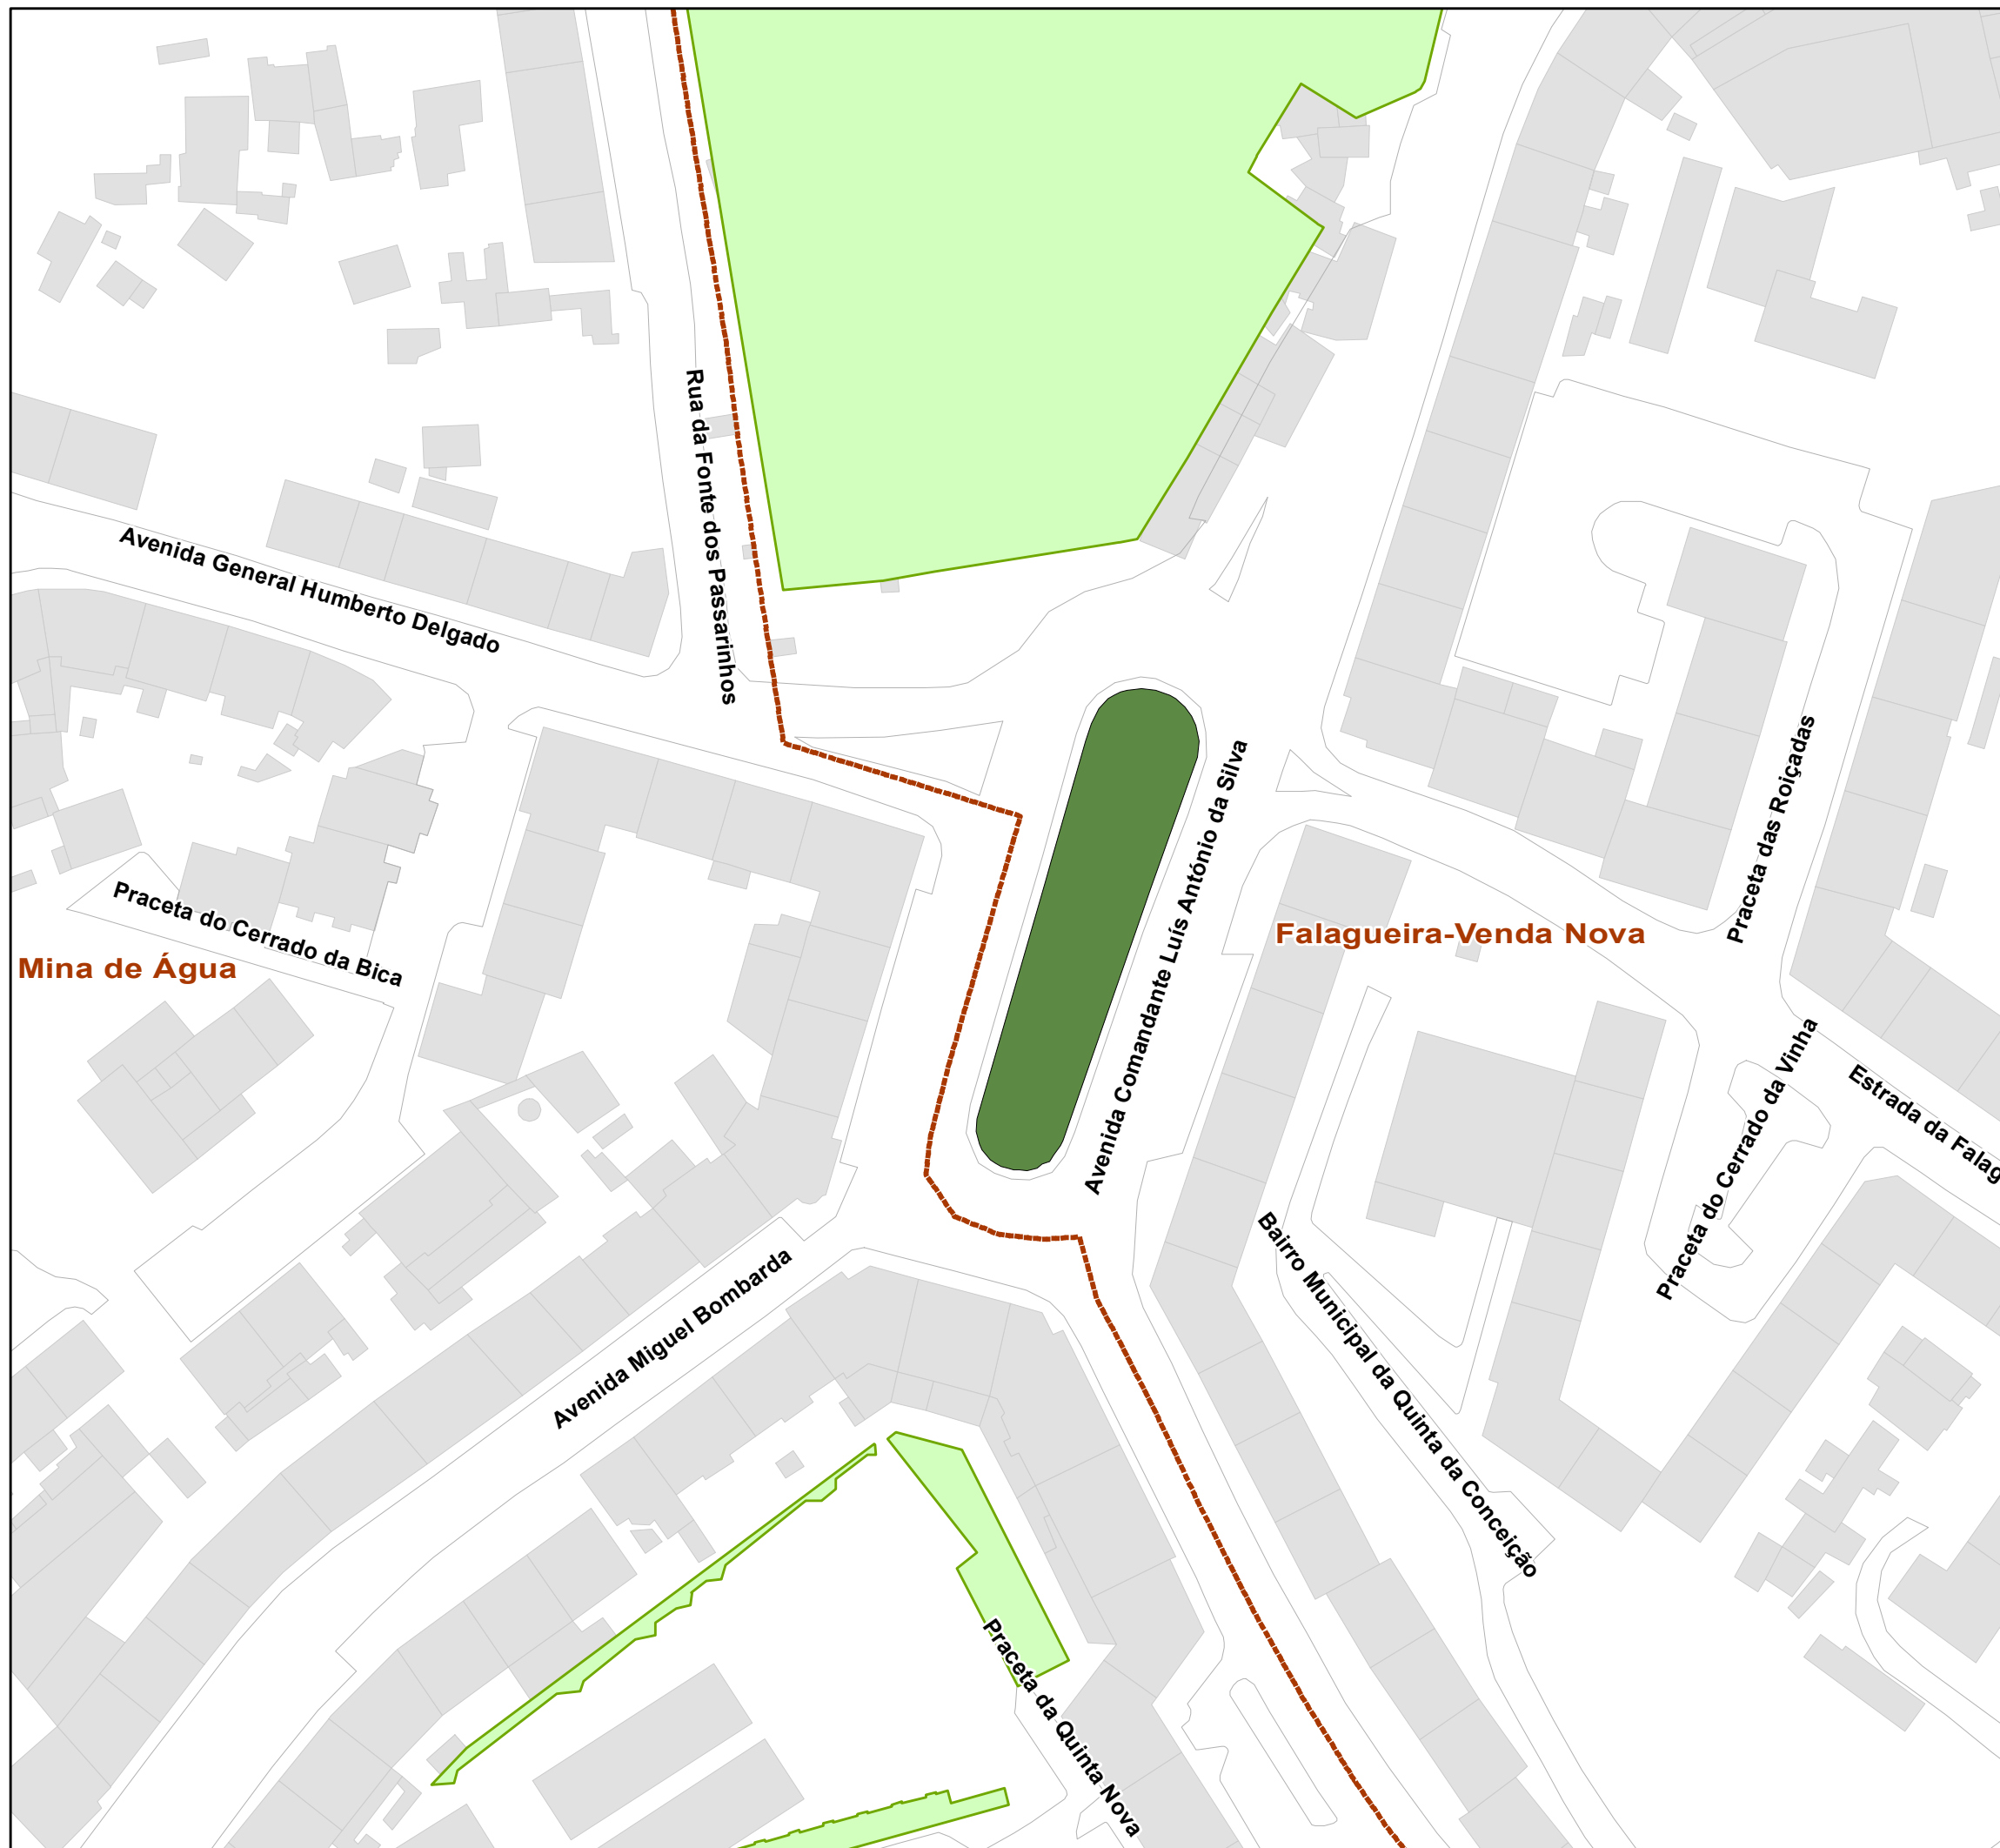 Rua da Fonte dos Passarinhos
Avenida General Humberto Delgado
Praceta das Roiçadas
Avenida Comandante Luís António da Silva
Praceta do Cerrado da Bica
Falagueira-Venda Nova
Mina de Água
Praceta do Cerrado da Vinha
Estrada da Falag
Bairro Municipal da Quinta da Conceição
Avenida Miguel Bombarda
Praceta da Quinta Nova